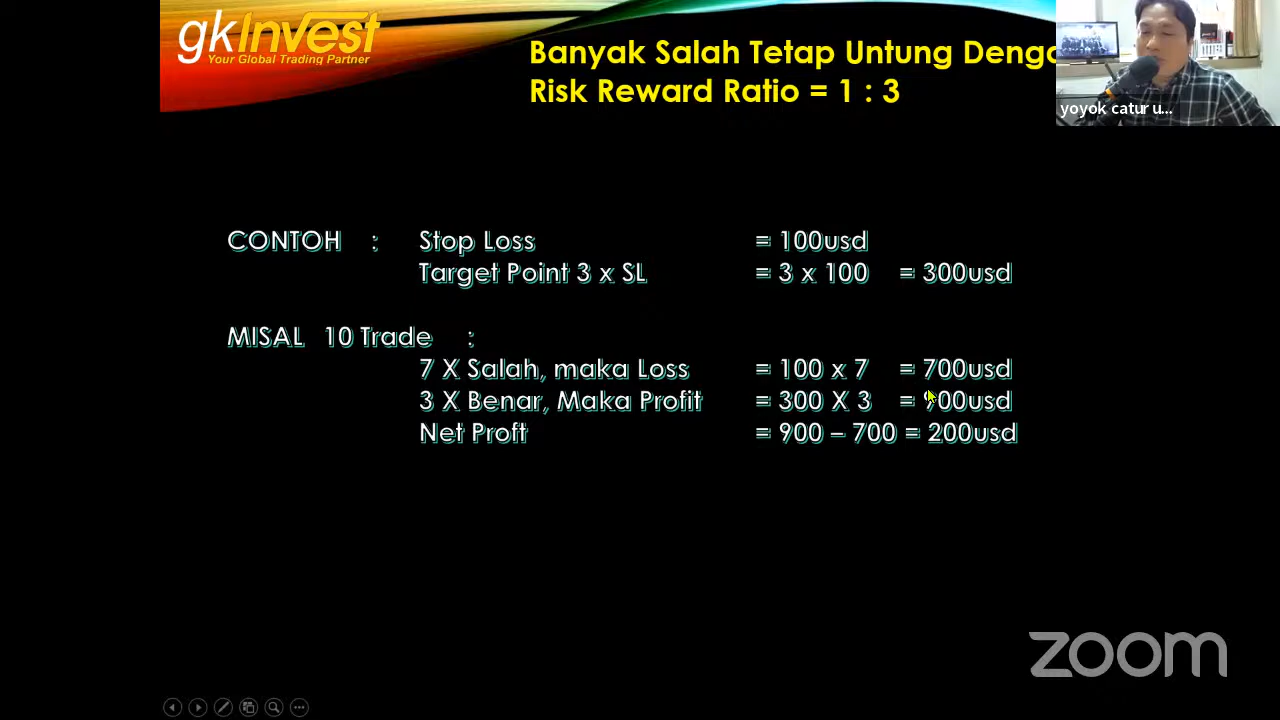 gkInvest
Your Global Trading Partner
Banyak Salah Tetap Untung
Risk Reward Ratio = 1 : 3
yoyok catur u...
CONTOH : Stop Loss = 100usd
Target Point 3 x SL = 3 x 100 = 300usd
MISAL 10 Trade :
7 X Salah, maka Loss = 100 x 7 = 700usd
3 X Benar, Maka Profit = 300 X 3 = 900usd
Net Proft = 900 – 700 = 200usd
zoom